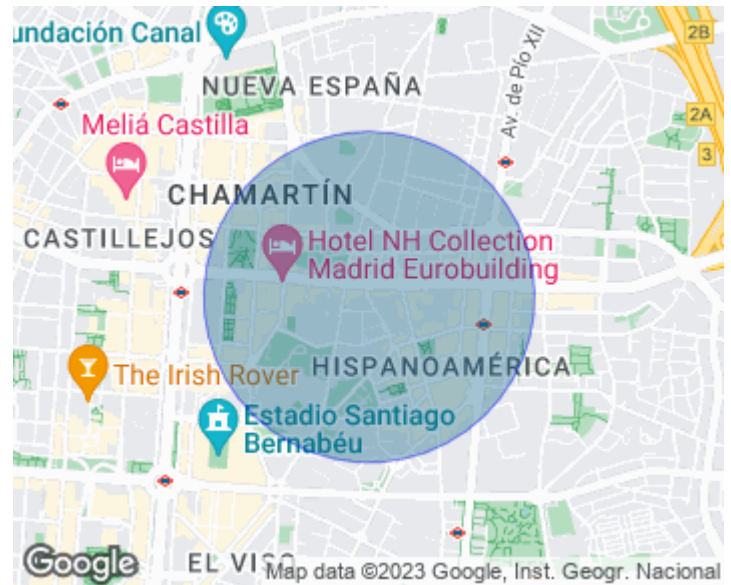 undación Canal
2B
NUEVA ESPAÑA
Av. de Pío XII
2A
Meliá Castilla
3
CHAMARTÍN
CASTILLEJOS
Hotel NH Collection
Madrid Eurobuilding
The Irish Rover
HISPANOAMÉRICA
Estadio Santiago
Bernabéu
Google
EL VISO
Map data ©2023 Google, Inst. Geogr. Nacional